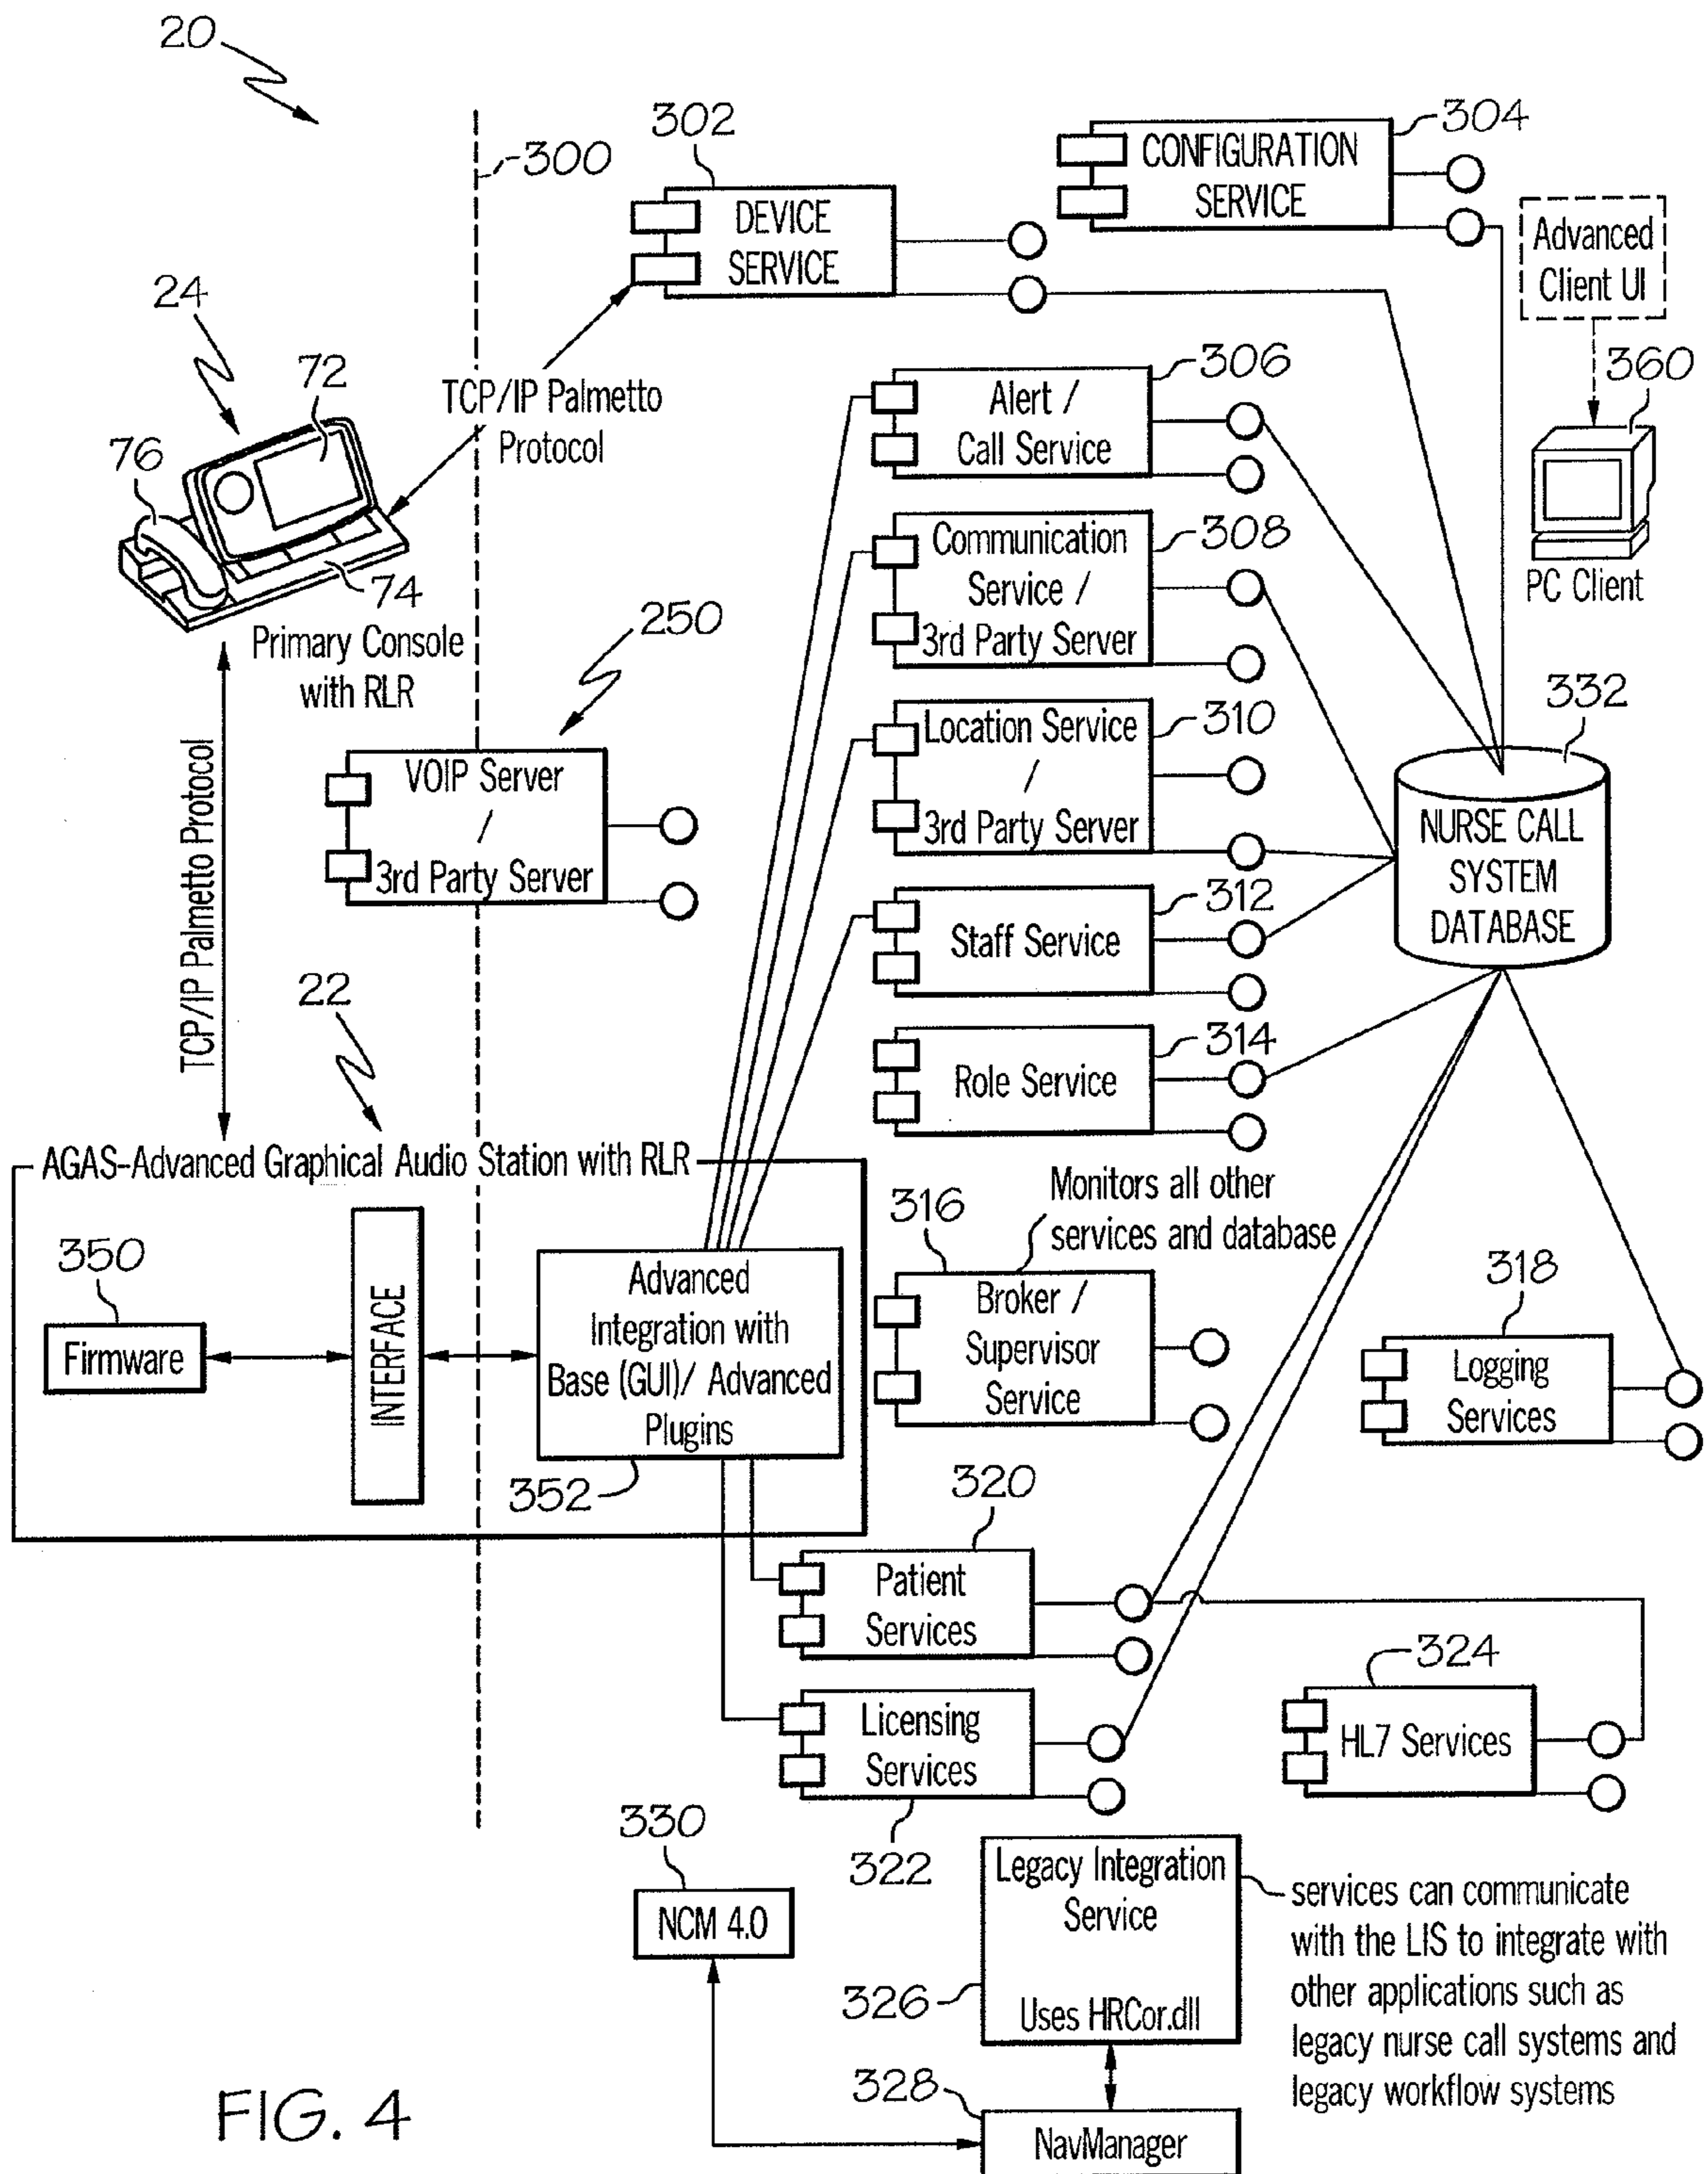 20
300
302
DEVICE
SERVICE
304
CONFIGURATION
SERVICE
Advanced
Client UI
360
PC Client
24
72
76
74
Primary Console
with RLR
TCP/IP Palmetto
Protocol
TCP/IP Palmetto Protocol
250
VOIP Server
/
3rd Party Server
306
Alert /
Call Service
308
Communication
Service /
3rd Party Server
310
Location Service
/
3rd Party Server
312
Staff Service
314
Role Service
332
NURSE CALL
SYSTEM
DATABASE
22
AGAS-Advanced Graphical Audio Station with RLR
350
Firmware
INTERFACE
Advanced
Integration with
Base (GUI)/ Advanced
Plugins
352
316
Monitors all other
services and database
Broker /
Supervisor
Service
318
Logging
Services
320
Patient
Services
Licensing
Services
322
324
HL7 Services
330
NCM 4.0
Legacy Integration
Service
326
Uses HRCor.dll
services can communicate
with the LIS to integrate with
other applications such as
legacy nurse call systems and
legacy workflow systems
328
NavManager
FIG. 4